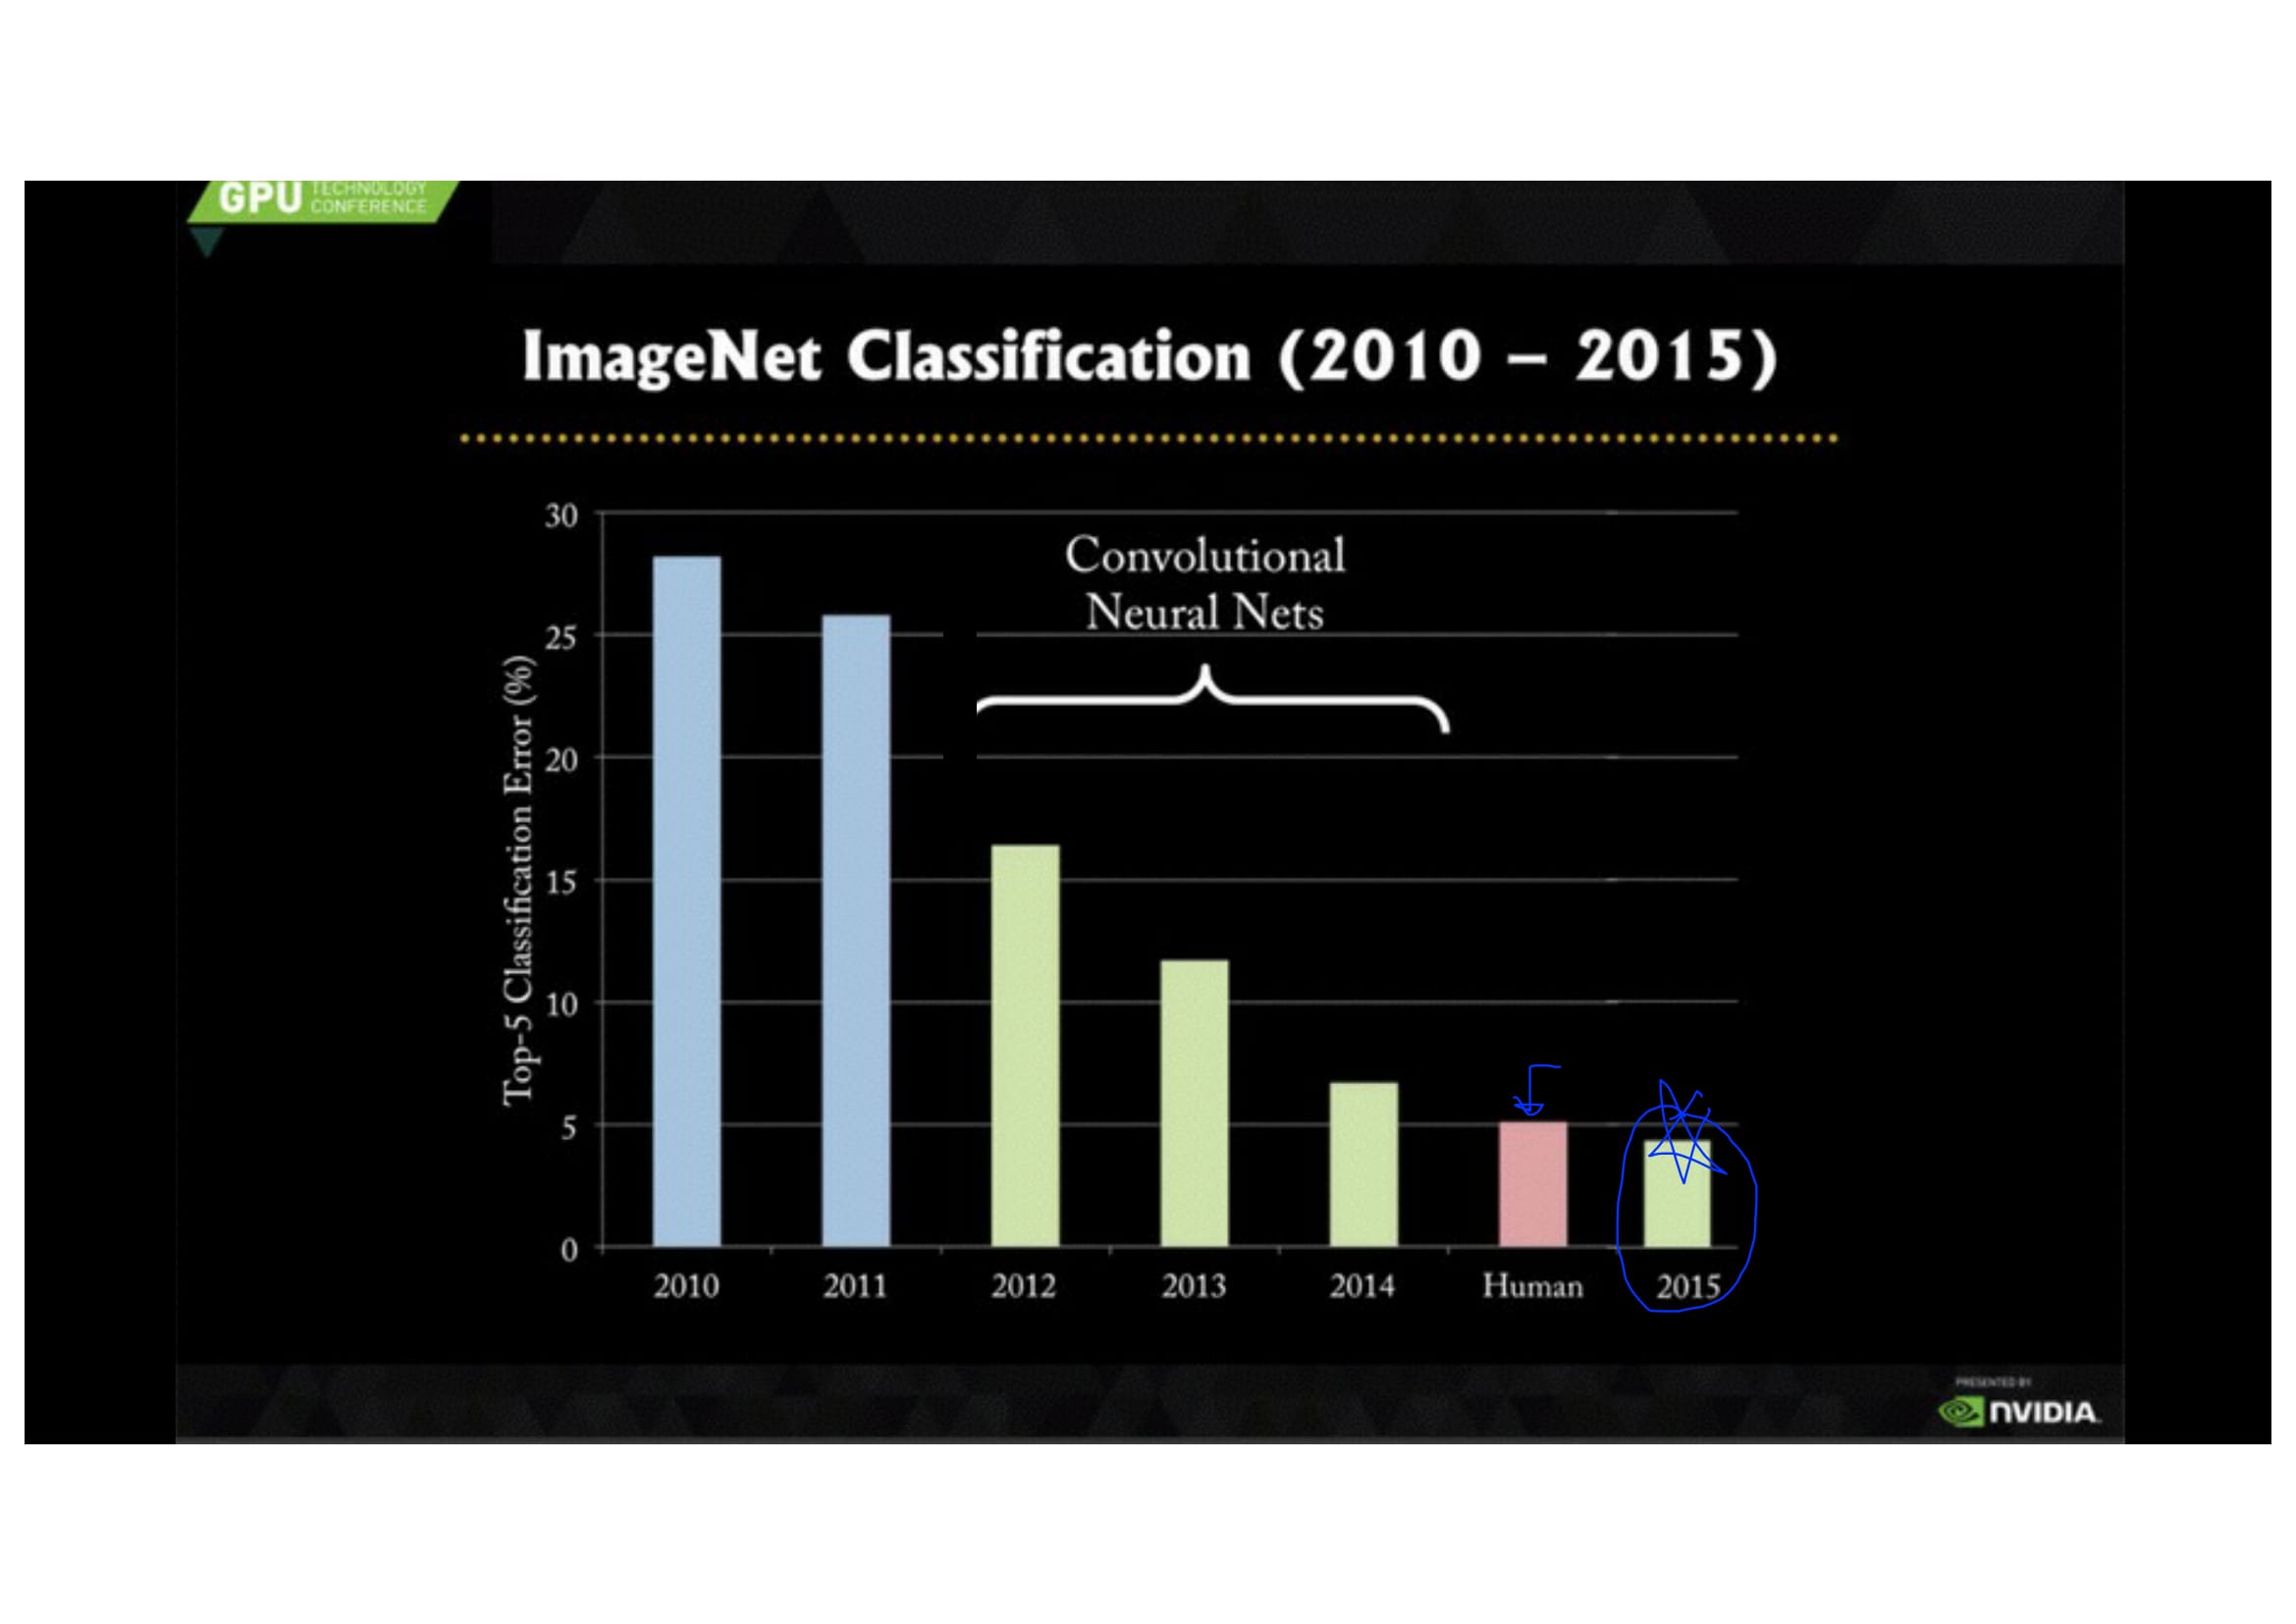 GPU TECHNOLOGY
CONFERENCE
ImageNet Classification (2010 – 2015)
Convolutional
Neural Nets
Top-5 Classification Error (%)
30
25
20
15
10
5
0
2010 2011 2012 2013 2014 Human 2015
PRESENTED BY
NVIDIA.